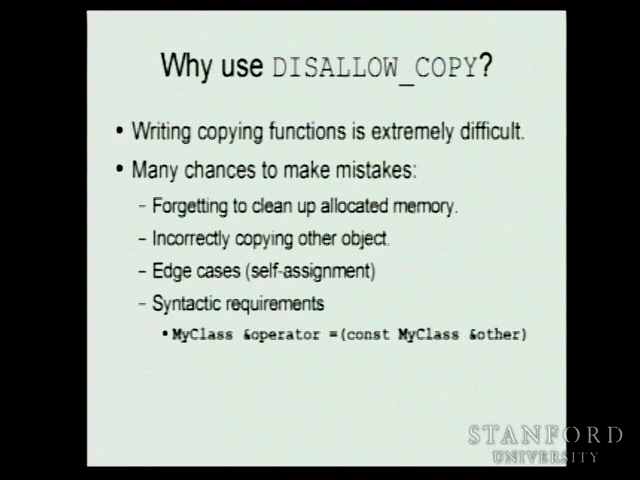 Why use DISALLOW_COPY?
• Writing copying functions is extremely difficult.
• Many chances to make mistakes:
– Forgetting to clean up allocated memory.
– Incorrectly copying other object.
– Edge cases (self-assignment)
– Syntactic requirements
• MyClass &operator =(const MyClass &other)
STANFORD
UNIVERSITY